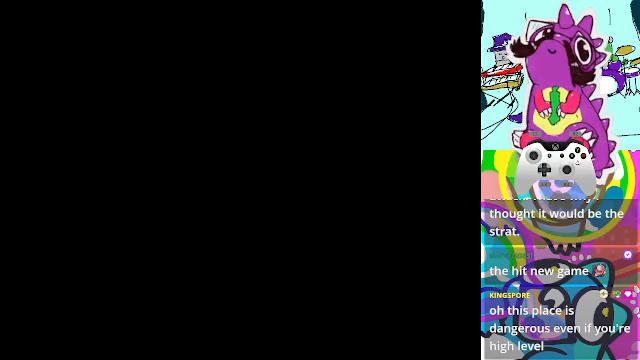 thought it would be the
strat.
the hit new game
KINGSPORE
oh this place is
dangerous even if you're
high level